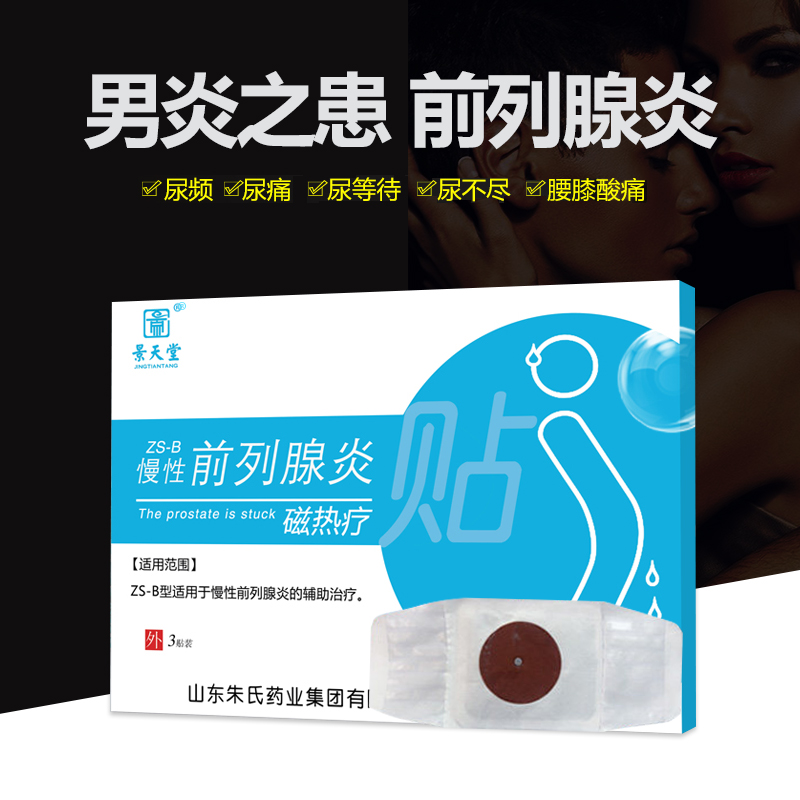 男炎之患 前列腺炎
尿频 尿痛 尿等待 尿不尽 腰膝酸痛
景天堂
JINGTIANTANG
ZS-B
慢性前列腺炎贴
The prostate is stuck 磁热疗
【适用范围】
ZS-B型适用于慢性前列腺炎的辅助治疗。
外 3贴装
山东朱氏药业集团有